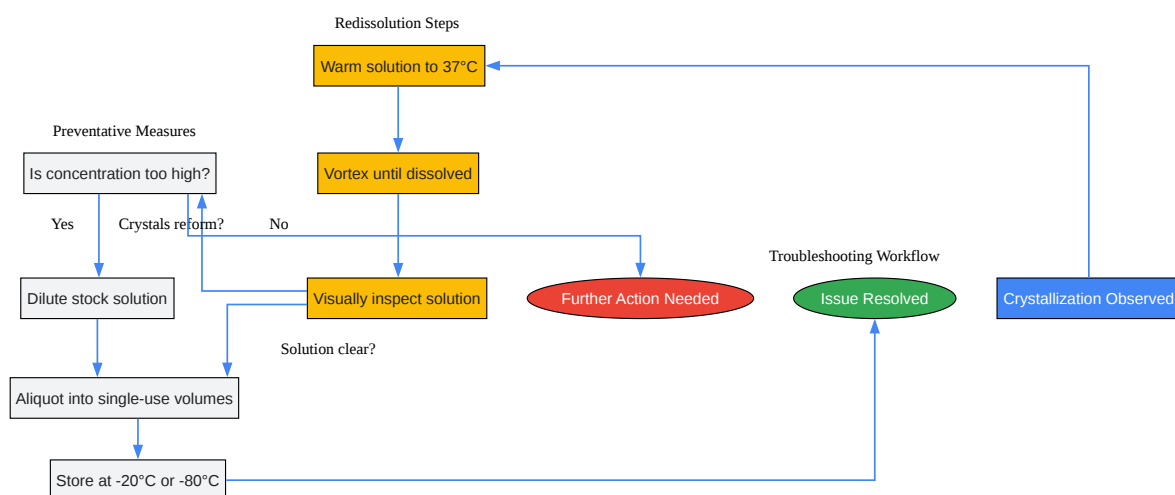 Redissolution Steps
Warm solution to 37°C
Preventative Measures
Is concentration too high?
Vortex until dissolved
Yes
Crystals reform?
No
Troubleshooting Workflow
Dilute stock solution
Visually inspect solution
Further Action Needed
Issue Resolved
Crystallization Observed
Solution clear?
Aliquot into single-use volumes
Store at -20°C or -80°C